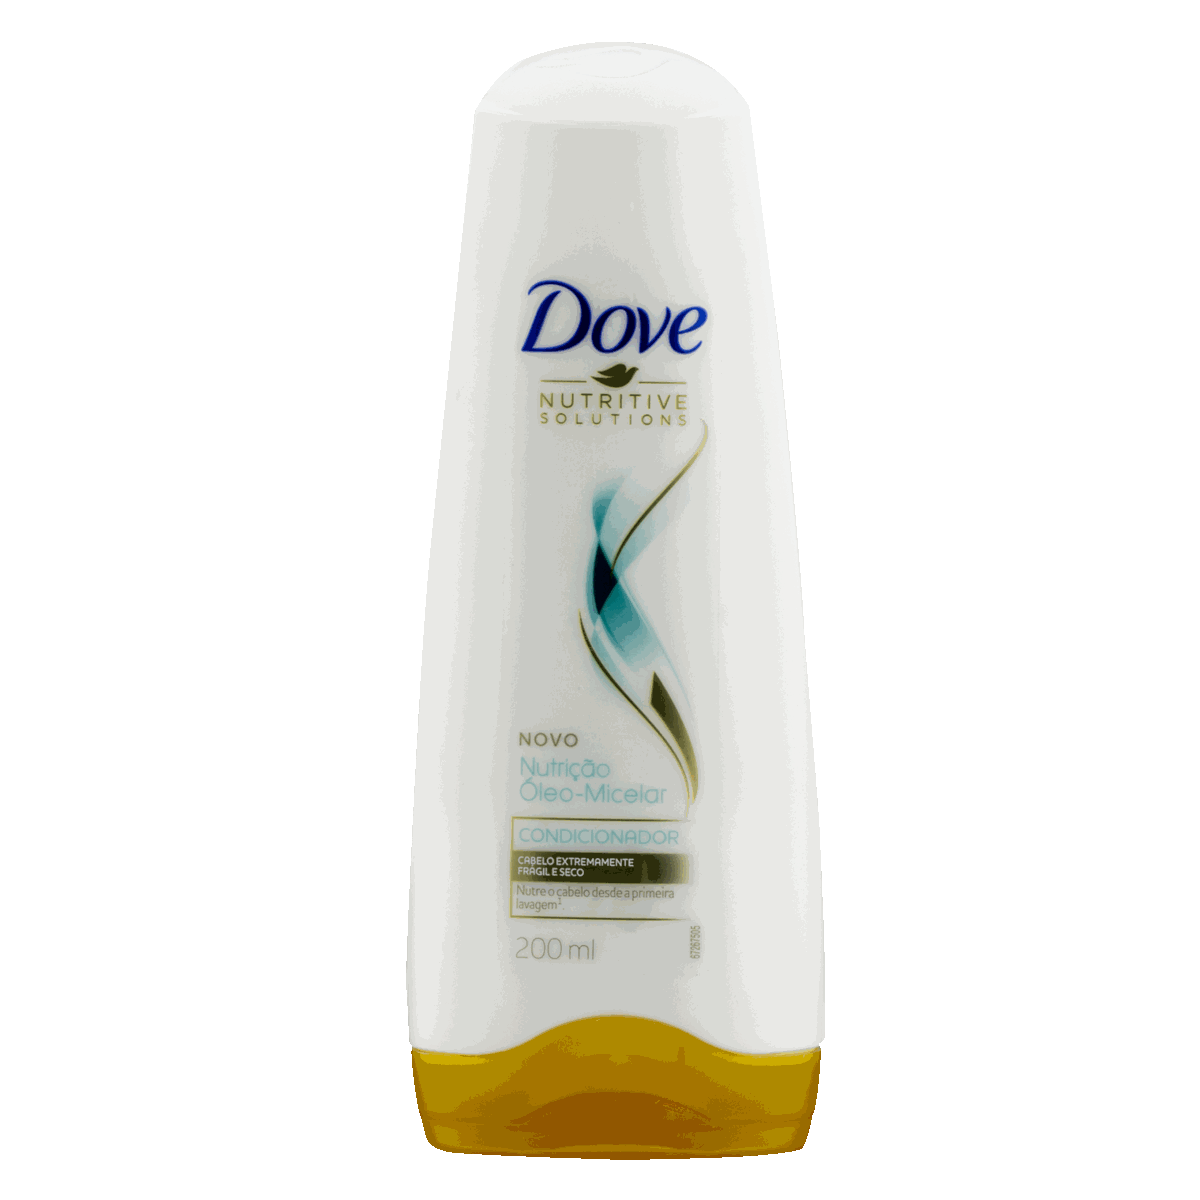 Dove
NUTRITIVE
SOLUTIONS
NOVO
Nutrição
Óleo-Micelar
CONDICIONADOR
CABELO EXTREMAMENTE
FRÁGIL E SECO
Nutre o cabelo desde a primeira
lavagem¹.
200 ml
67267505